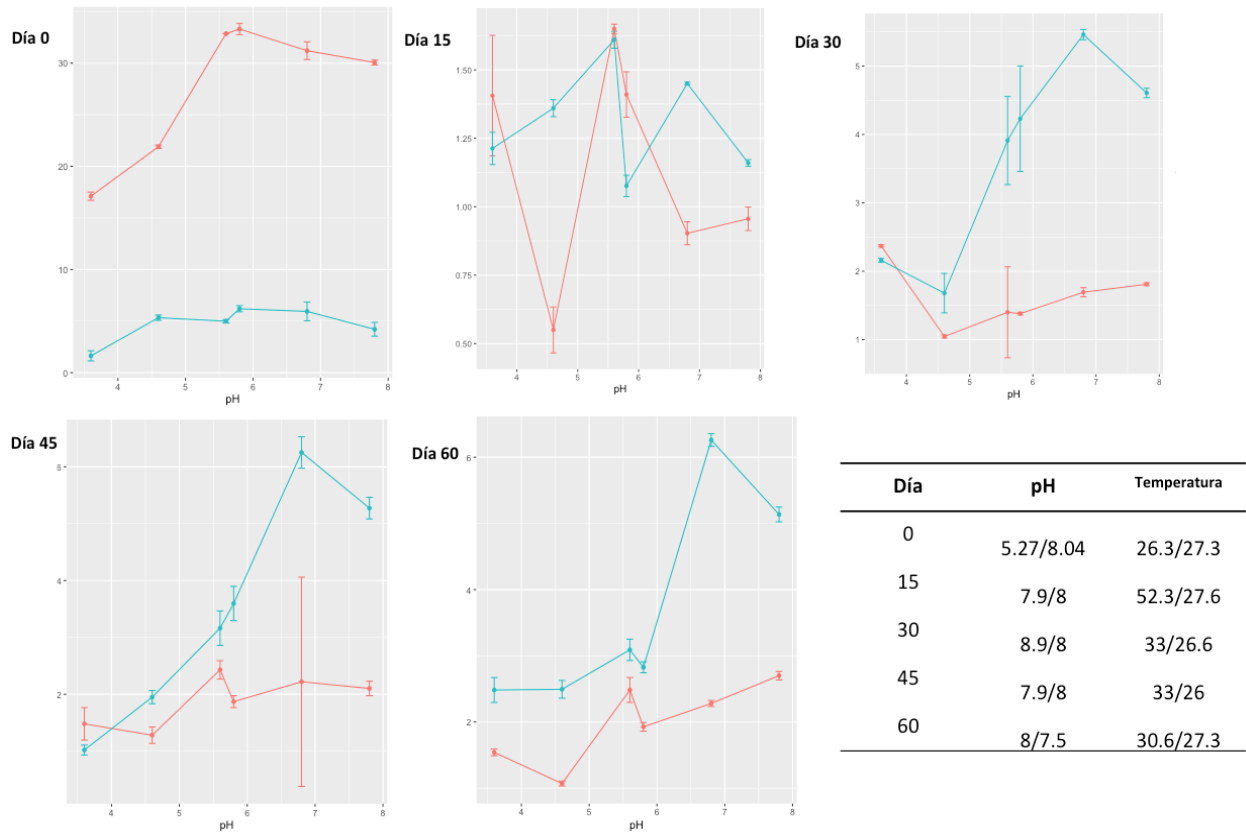 Día 0
30
20
10
0
4
5
6
7
8
pH
Día 15
1.50
1.25
1.00
0.75
0.50
4
5
6
7
8
pH
Día 30
5
4
3
2
1
4
5
6
7
8
pH
Día 45
6
4
2
4
5
6
7
8
pH
Día 60
6
4
2
4
5
6
7
8
pH
Día pH Temperatura
0 5.27/8.04 26.3/27.3
15 7.9/8 52.3/27.6
30 8.9/8 33/26.6
45 7.9/8 33/26
60 8/7.5 30.6/27.3